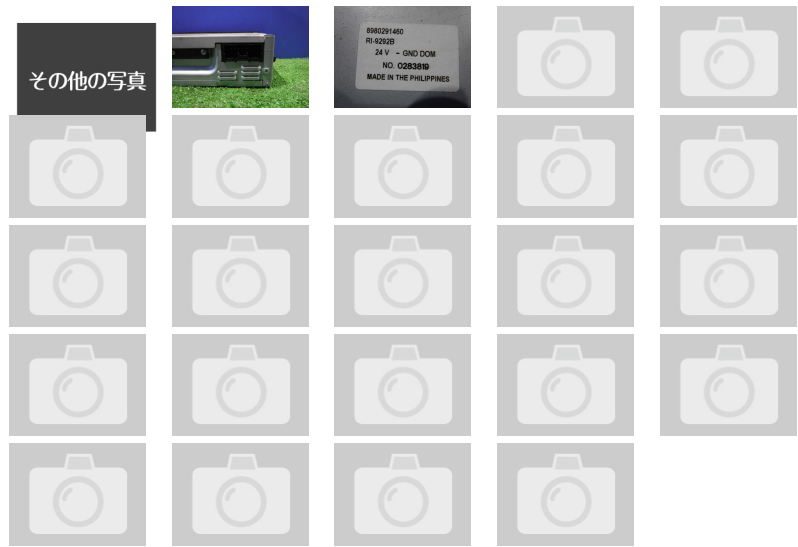 その他の写真
8980291460
RI-9292B
24 V - GND DOM
NO. 0283819
MADE IN THE PHILIPPINES